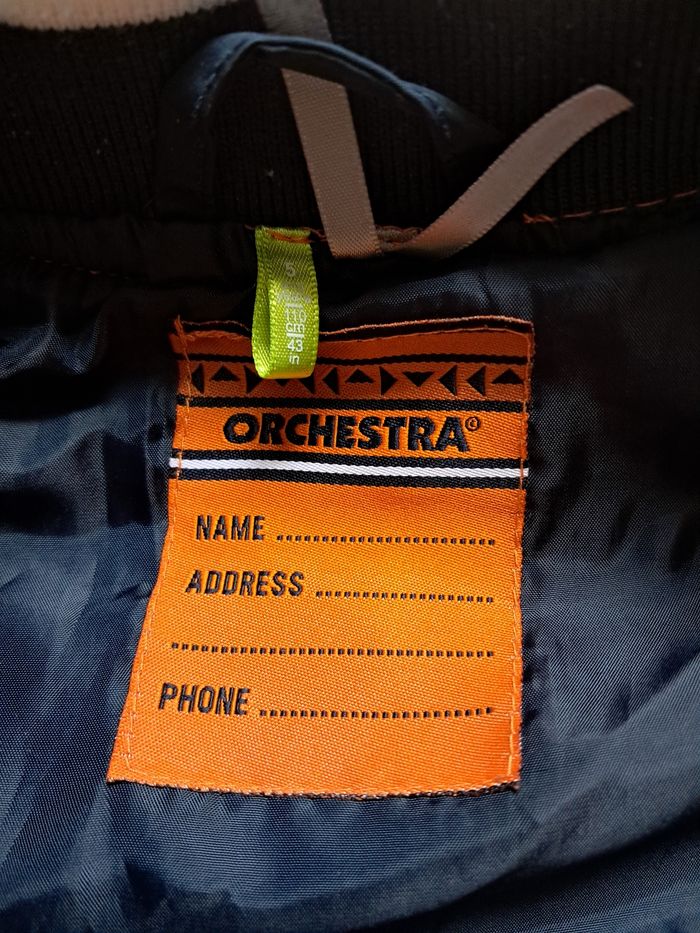 5
110
cm
43
in
ORCHESTRA©
NAME ................................
ADDRESS ..........................
................................................
PHONE ...................................